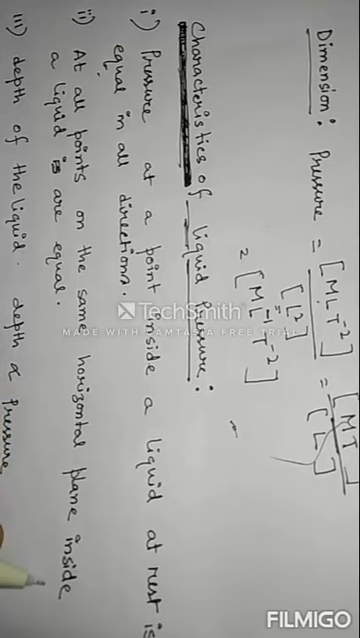 Dimension: Pressure = [MLT⁻²] / [L²] = [MT / [L]
= [ML⁻¹T⁻²]
Characteristics of liquid Pressure:
i) Pressure at a point inside a liquid at rest is
equal in all directions.
ii) At all points on the same horizontal plane inside
a liquid are equal.
iii) depth of the liquid. depth α Pressure
TechSmith
MADE WITH CAMTASIA FREE TRIAL
FILMIGO